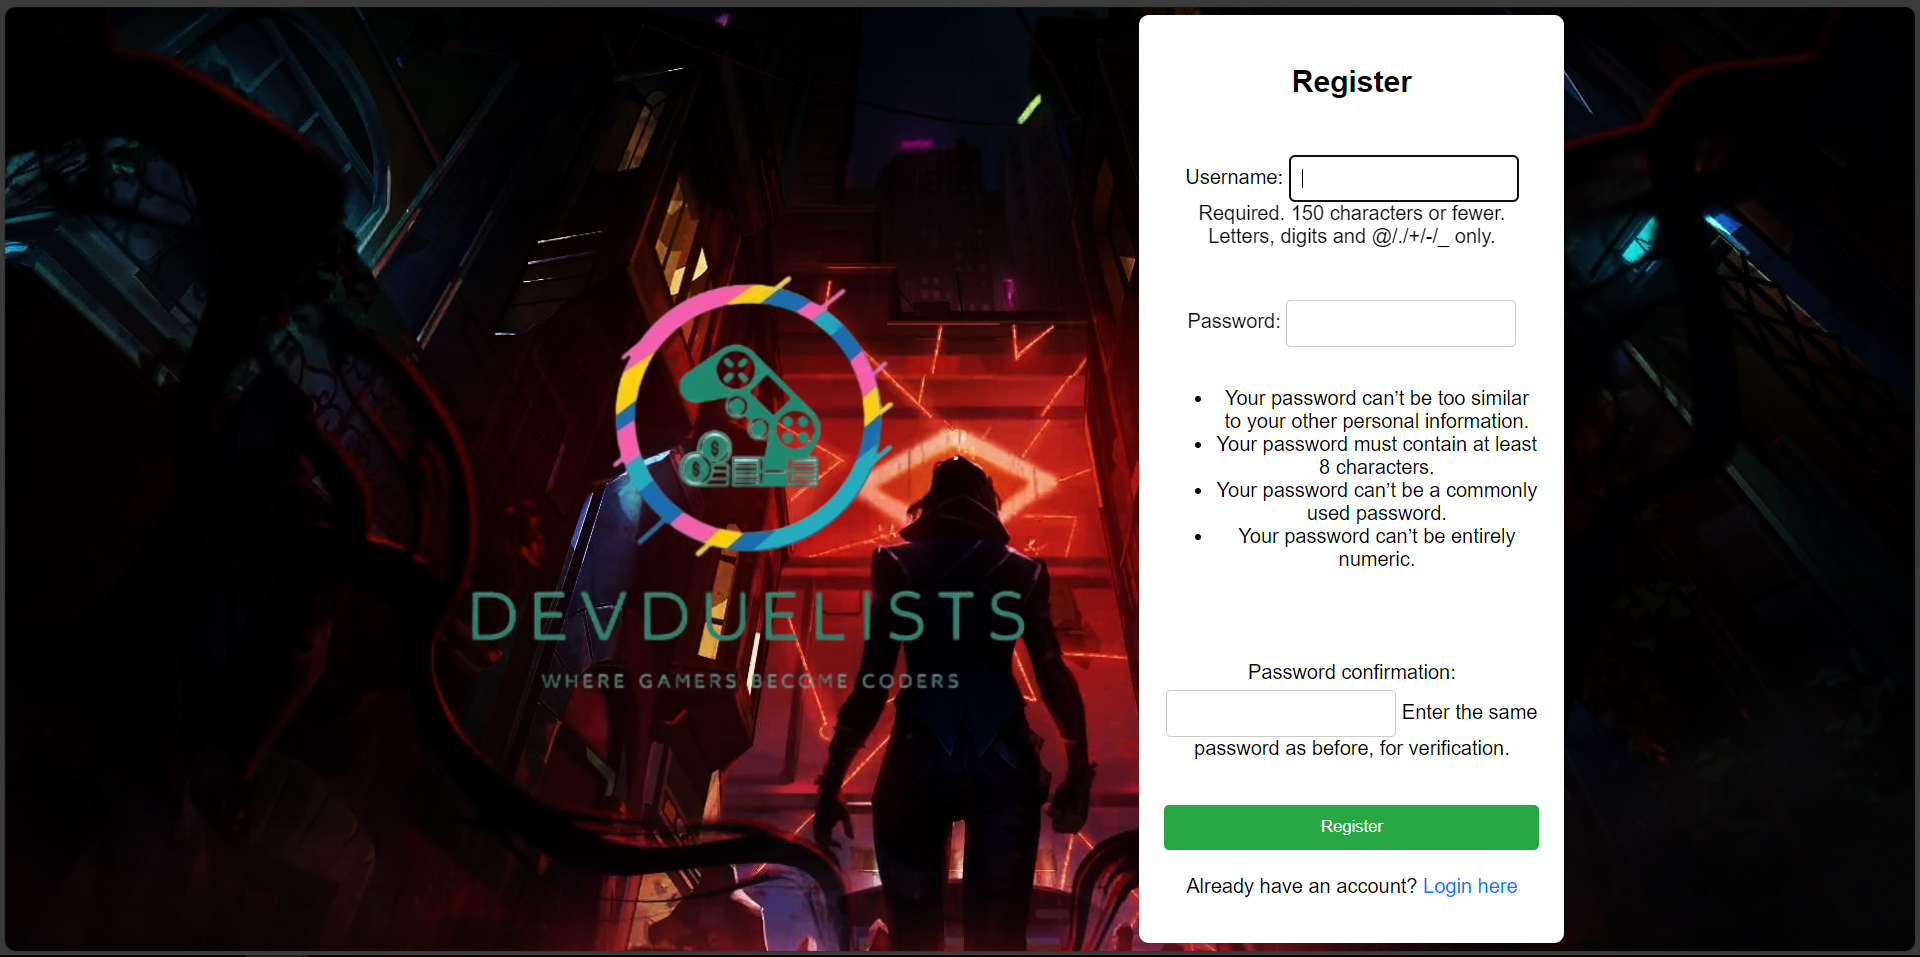 DEVDUELISTS
WHERE GAMERS BECOME CODERS
Register
Username:
Required. 150 characters or fewer.
Letters, digits and @/./+/-/_ only.
Password:
• Your password can’t be too similar
to your other personal information.
• Your password must contain at least
8 characters.
• Your password can’t be a commonly
used password.
• Your password can’t be entirely
numeric.
Password confirmation:
Enter the same
password as before, for verification.
Register
Already have an account? Login here